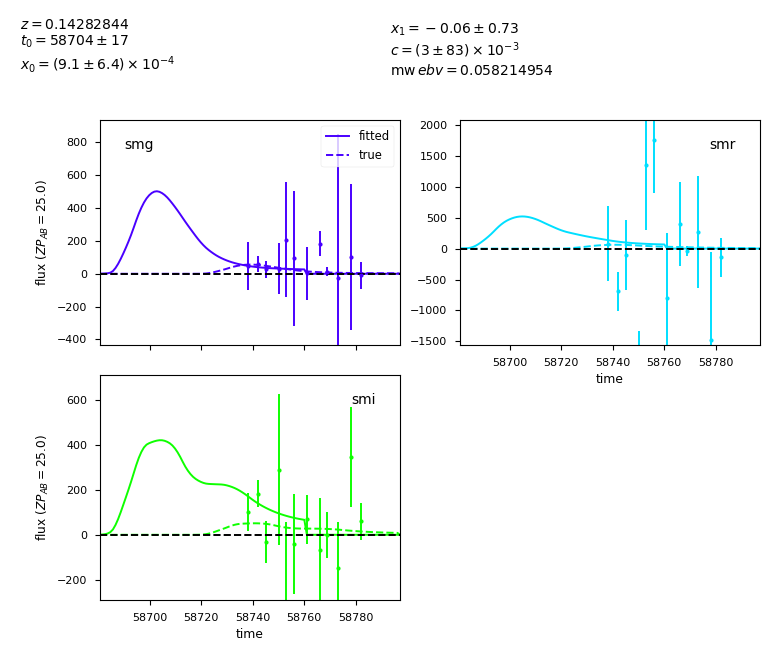 z = 0.14282844
t₀ = 58704 ± 17
x₀ = (9.1 ± 6.4) × 10⁻⁴
x₁ = − 0.06 ± 0.73
c = (3 ± 83) × 10⁻³
mw ebv = 0.058214954
smg
fitted
true
800
600
400
200
0
−200
−400
flux (ZP_AB = 25.0)
smr
2000
1500
1000
500
0
−500
−1000
−1500
58700 58720 58740 58760 58780
time
smi
600
400
200
0
−200
flux (ZP_AB = 25.0)
58700 58720 58740 58760 58780
time